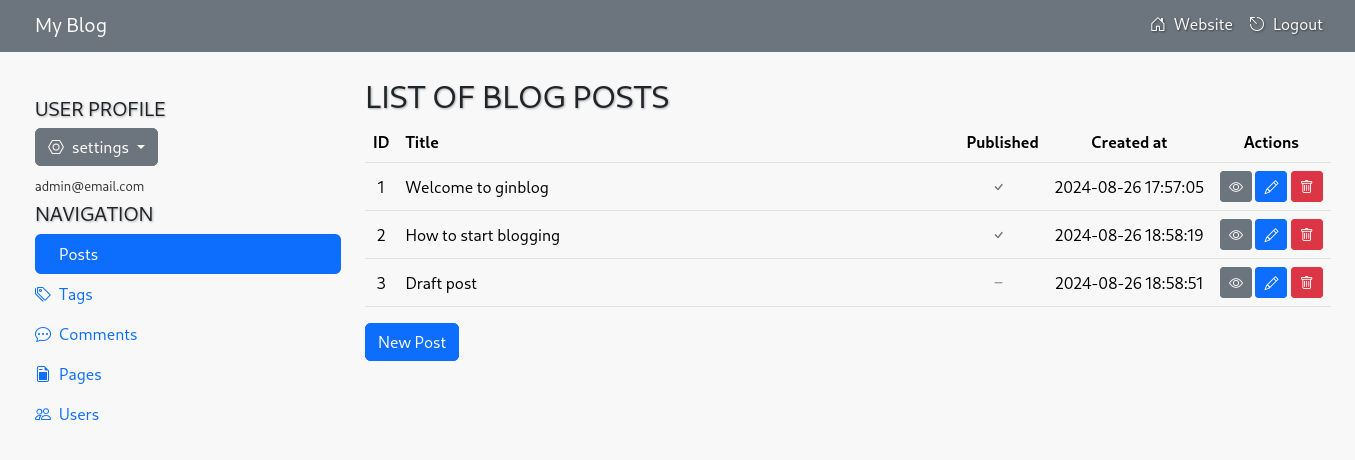 My Blog
Website Logout
USER PROFILE
settings
admin@email.com
NAVIGATION
Posts
Tags
Comments
Pages
Users
LIST OF BLOG POSTS
ID Title Published Created at Actions
1 Welcome to ginblog 2024-08-26 17:57:05
2 How to start blogging 2024-08-26 18:58:19
3 Draft post 2024-08-26 18:58:51
New Post